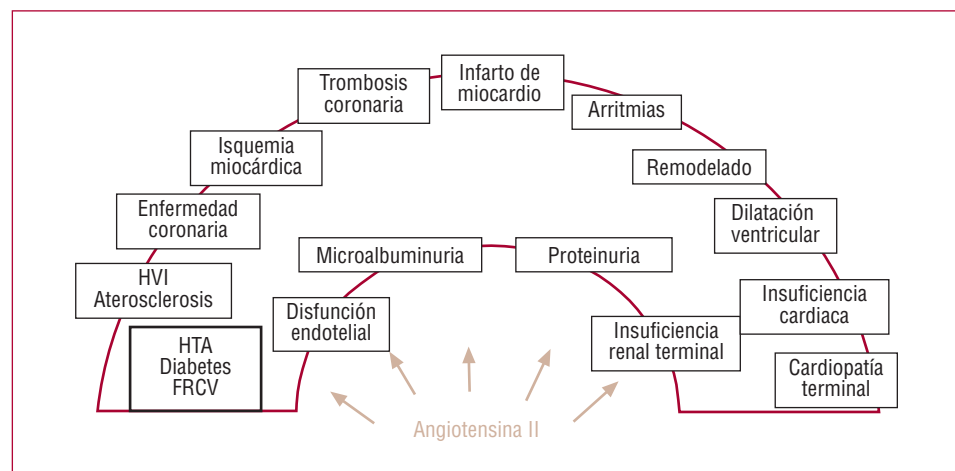 Infarto de
miocardio
Trombosis
coronaria
Arritmias
Isquemia
miocárdica
Remodelado
Enfermedad
coronaria
Dilatación
ventricular
Microalbuminuria
Proteinuria
HVI
Aterosclerosis
Disfunción
endotelial
Insuficiencia
cardiaca
Insuficiencia
renal terminal
HTA
Diabetes
FRCV
Cardiopatía
terminal
Angiotensina II